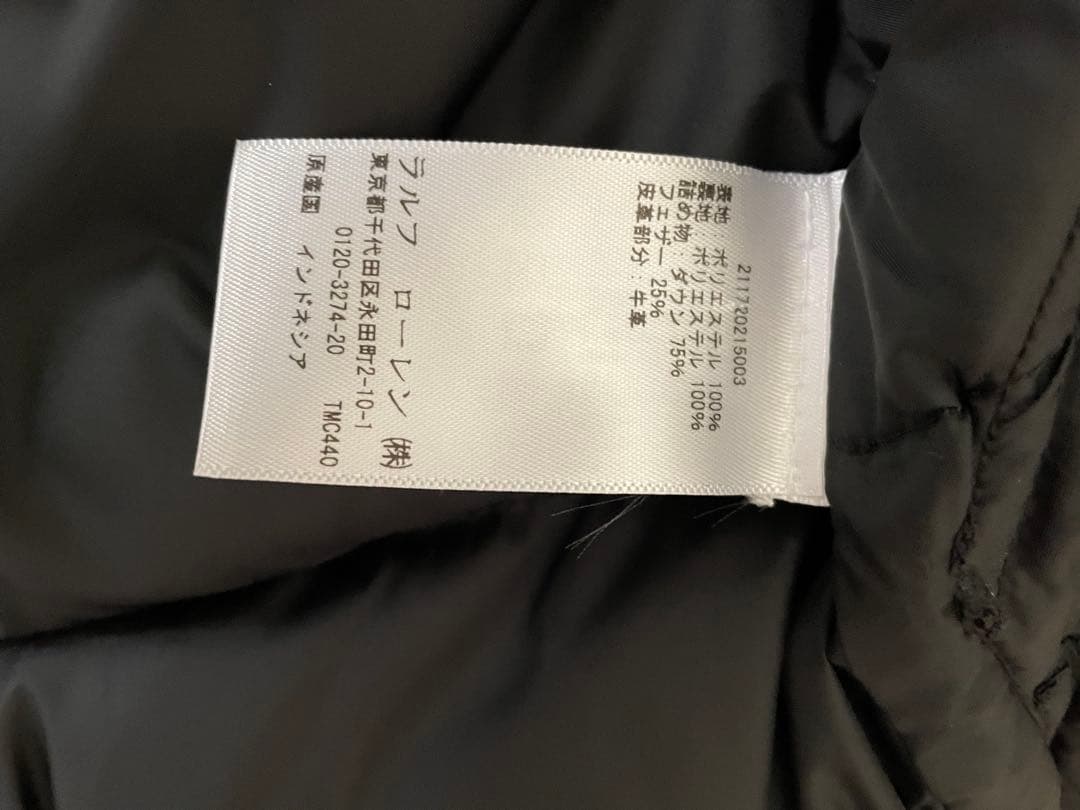 211720215003
表地 : ポリエステル 100%
裏地 : ポリエステル 100%
詰め物 : ダウン 75%
フェザー 25%
皮革部分 : 牛革
ラルフ ローレン ㈱
東京都千代田区永田町2-10-1
0120-3274-20
TMC440
原産国 インドネシア